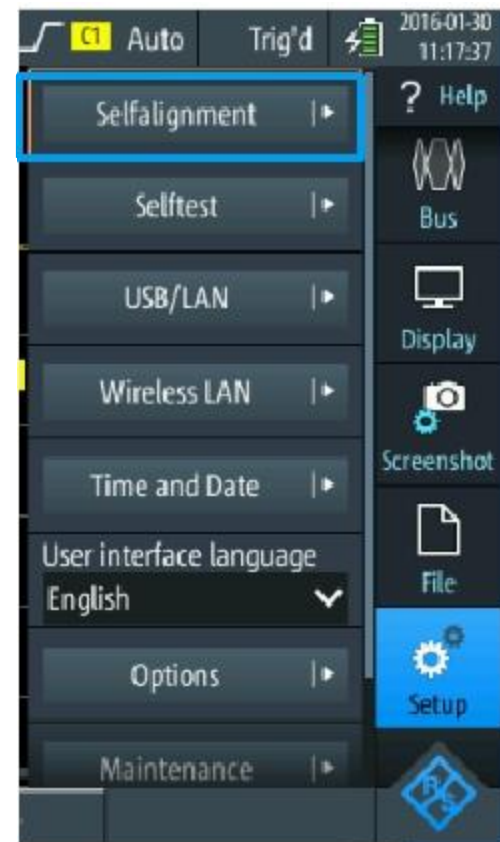 C1 Auto Trig'd
2016-01-30
11:17:37
Selfalignment
Selftest
USB/LAN
Wireless LAN
Time and Date
User interface language
English
Options
Maintenance
? Help
Bus
Display
Screenshot
File
Setup
R S